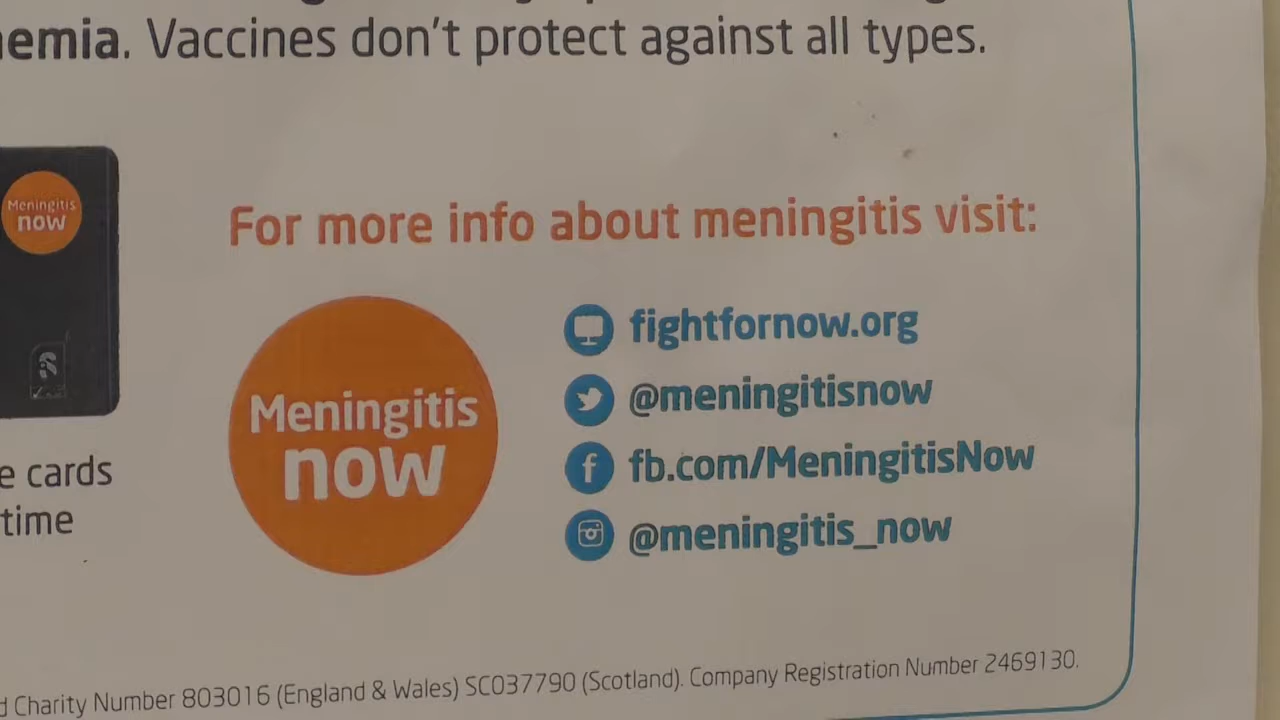 emia. Vaccines don't protect against all types.
Meningitis
now
For more info about meningitis visit:
fightfornow.org
@meningitisnow
fb.com/MeningitisNow
@meningitis_now
Meningitis
now
e cards
time
d Charity Number 803016 (England & Wales) SC037790 (Scotland). Company Registration Number 2469130.